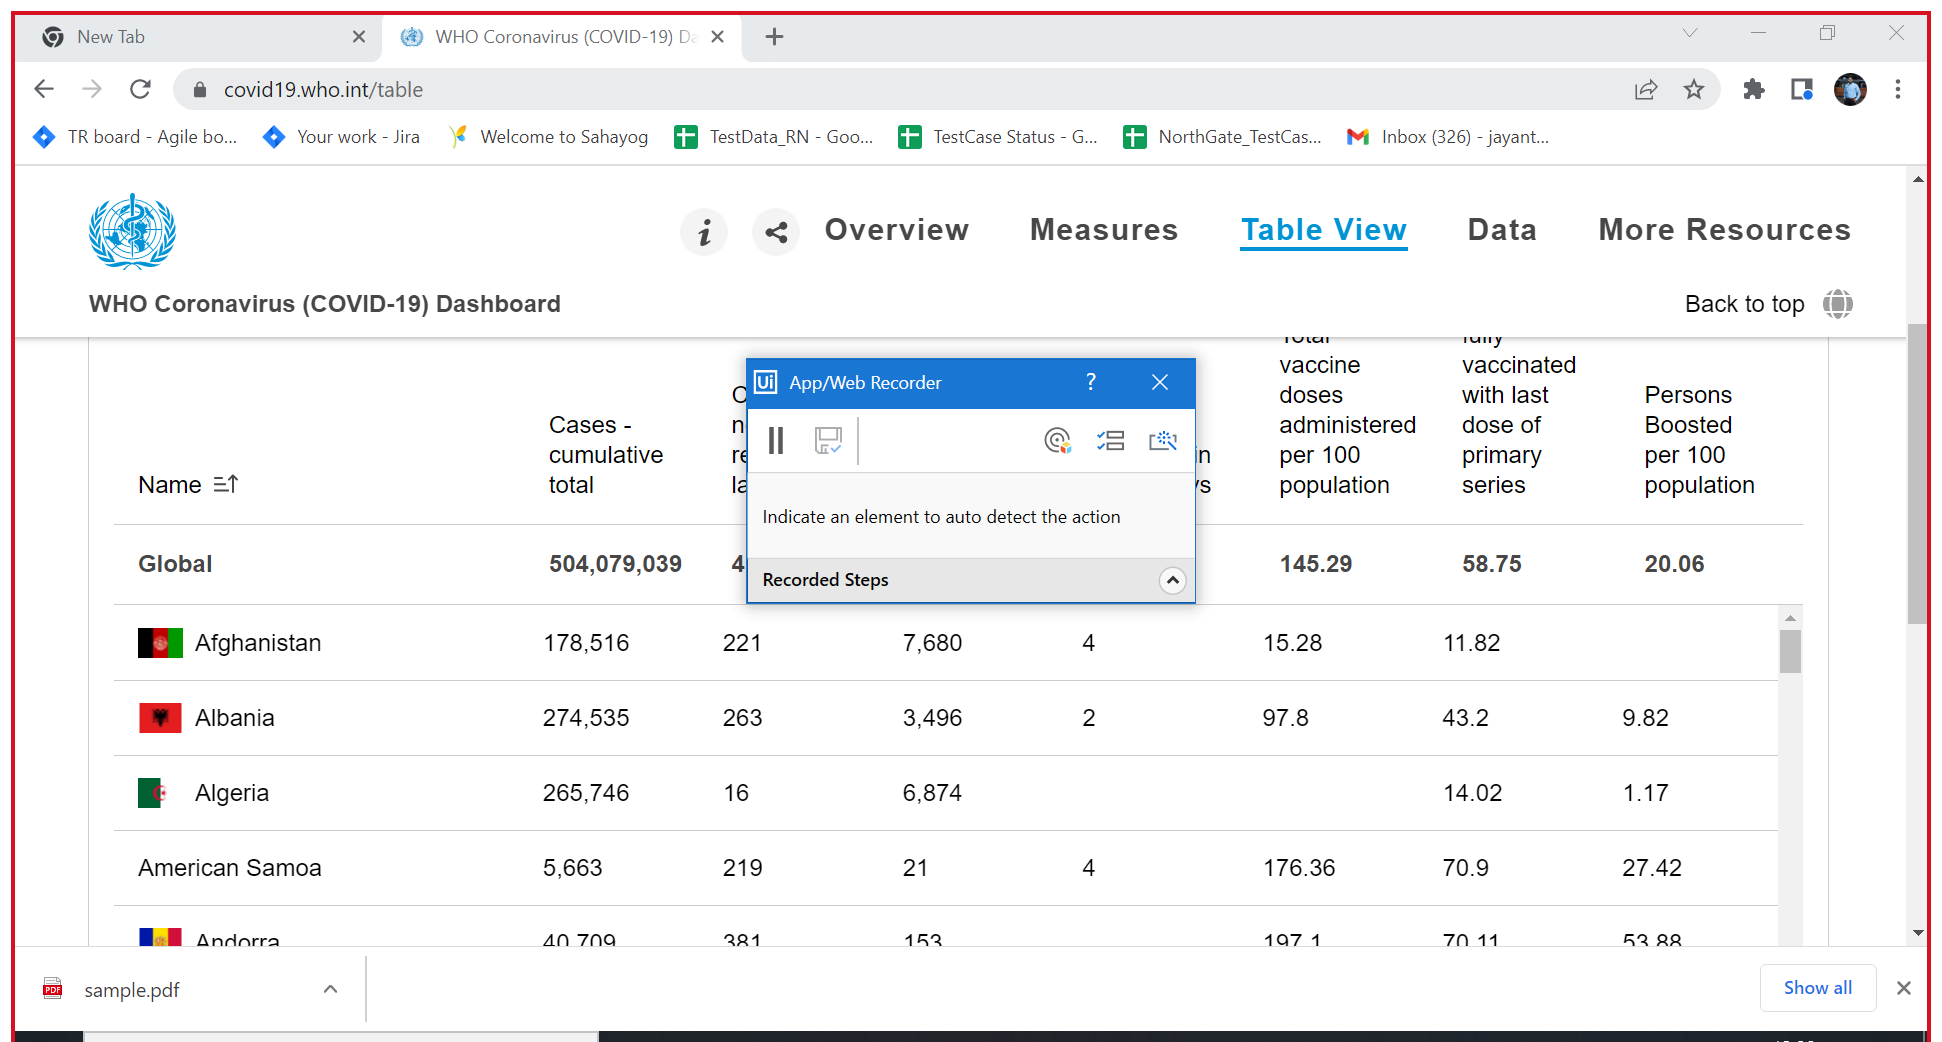 New Tab
WHO Coronavirus (COVID-19) Da
covid19.who.int/table
TR board - Agile bo...
Your work - Jira
Welcome to Sahayog
TestData_RN - Goo...
TestCase Status - G...
NorthGate_TestCas...
Inbox (326) - jayant...
i
Overview
Measures
Table View
Data
More Resources
WHO Coronavirus (COVID-19) Dashboard
Back to top
Name
Cases -
cumulative
total
Total
vaccine
doses
administered
per 100
population
fully
vaccinated
with last
dose of
primary
series
Persons
Boosted
per 100
population
Ui App/Web Recorder ?
Indicate an element to auto detect the action
Recorded Steps
Global 504,079,039 4 145.29 58.75 20.06
Afghanistan 178,516 221 7,680 4 15.28 11.82
Albania 274,535 263 3,496 2 97.8 43.2 9.82
Algeria 265,746 16 6,874 14.02 1.17
American Samoa 5,663 219 21 4 176.36 70.9 27.42
Andorra 40,709 381 153 197.1 70.11 53.88
PDF sample.pdf
Show all